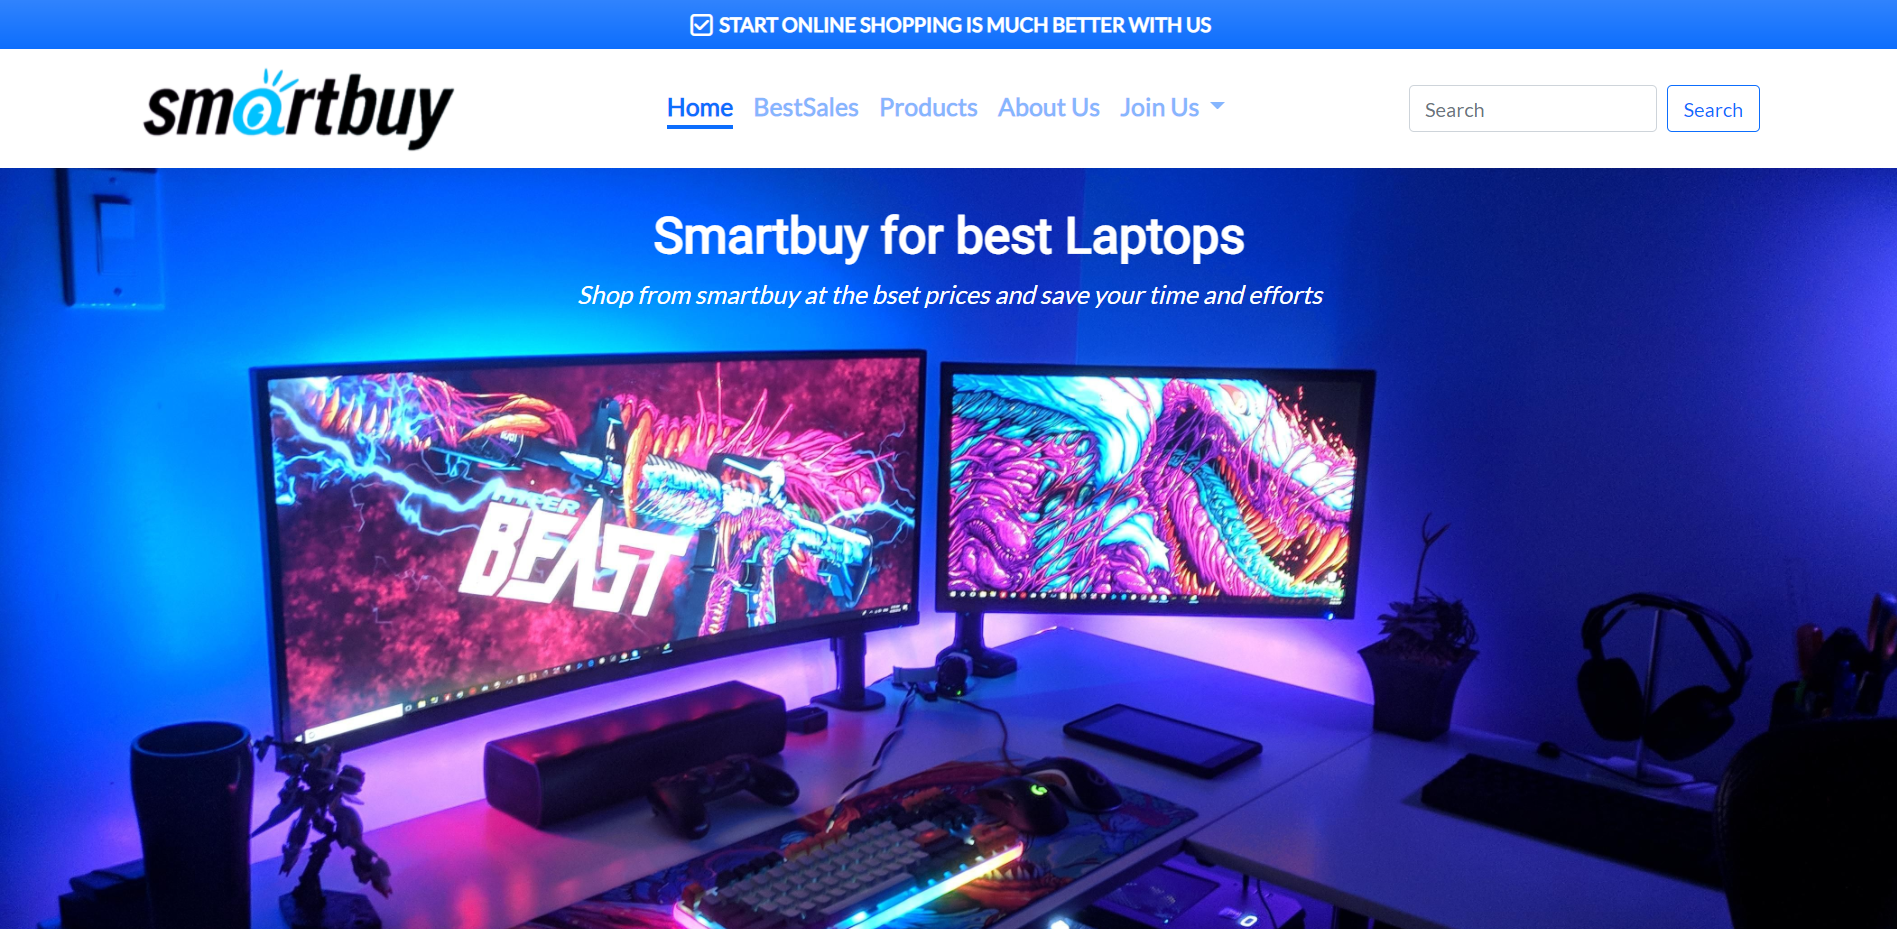 START ONLINE SHOPPING IS MUCH BETTER WITH US
smartbuy
Home BestSales Products About Us Join Us
Search Search
Smartbuy for best Laptops
Shop from smartbuy at the bset prices and save your time and efforts
HYPER
BEAST